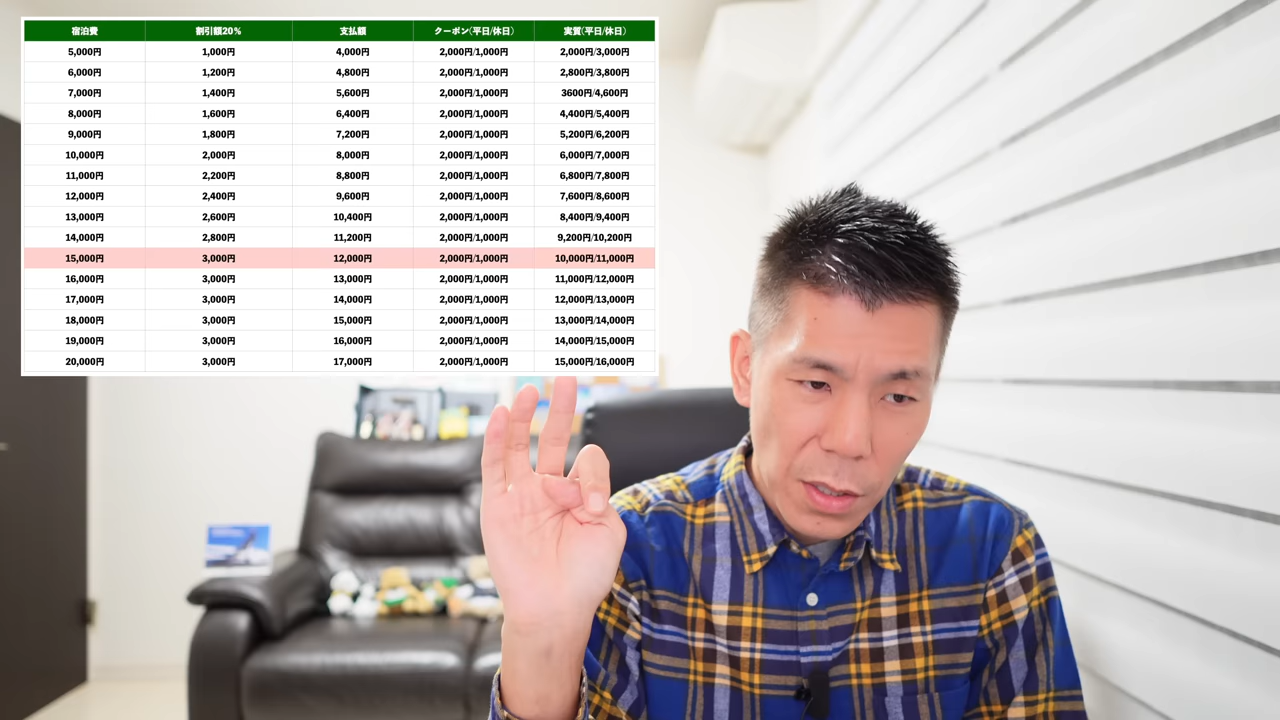 宿泊費 割引額20% 支払額 クーポン(平日/休日) 実質(平日/休日)
5,000円 1,000円 4,000円 2,000円/1,000円 2,000円/3,000円
6,000円 1,200円 4,800円 2,000円/1,000円 2,800円/3,800円
7,000円 1,400円 5,600円 2,000円/1,000円 3600円/4,600円
8,000円 1,600円 6,400円 2,000円/1,000円 4,400円/5,400円
9,000円 1,800円 7,200円 2,000円/1,000円 5,200円/6,200円
10,000円 2,000円 8,000円 2,000円/1,000円 6,000円/7,000円
11,000円 2,200円 8,800円 2,000円/1,000円 6,800円/7,800円
12,000円 2,400円 9,600円 2,000円/1,000円 7,600円/8,600円
13,000円 2,600円 10,400円 2,000円/1,000円 8,400円/9,400円
14,000円 2,800円 11,200円 2,000円/1,000円 9,200円/10,200円
15,000円 3,000円 12,000円 2,000円/1,000円 10,000円/11,000円
16,000円 3,000円 13,000円 2,000円/1,000円 11,000円/12,000円
17,000円 3,000円 14,000円 2,000円/1,000円 12,000円/13,000円
18,000円 3,000円 15,000円 2,000円/1,000円 13,000円/14,000円
19,000円 3,000円 16,000円 2,000円/1,000円 14,000円/15,000円
20,000円 3,000円 17,000円 2,000円/1,000円 15,000円/16,000円